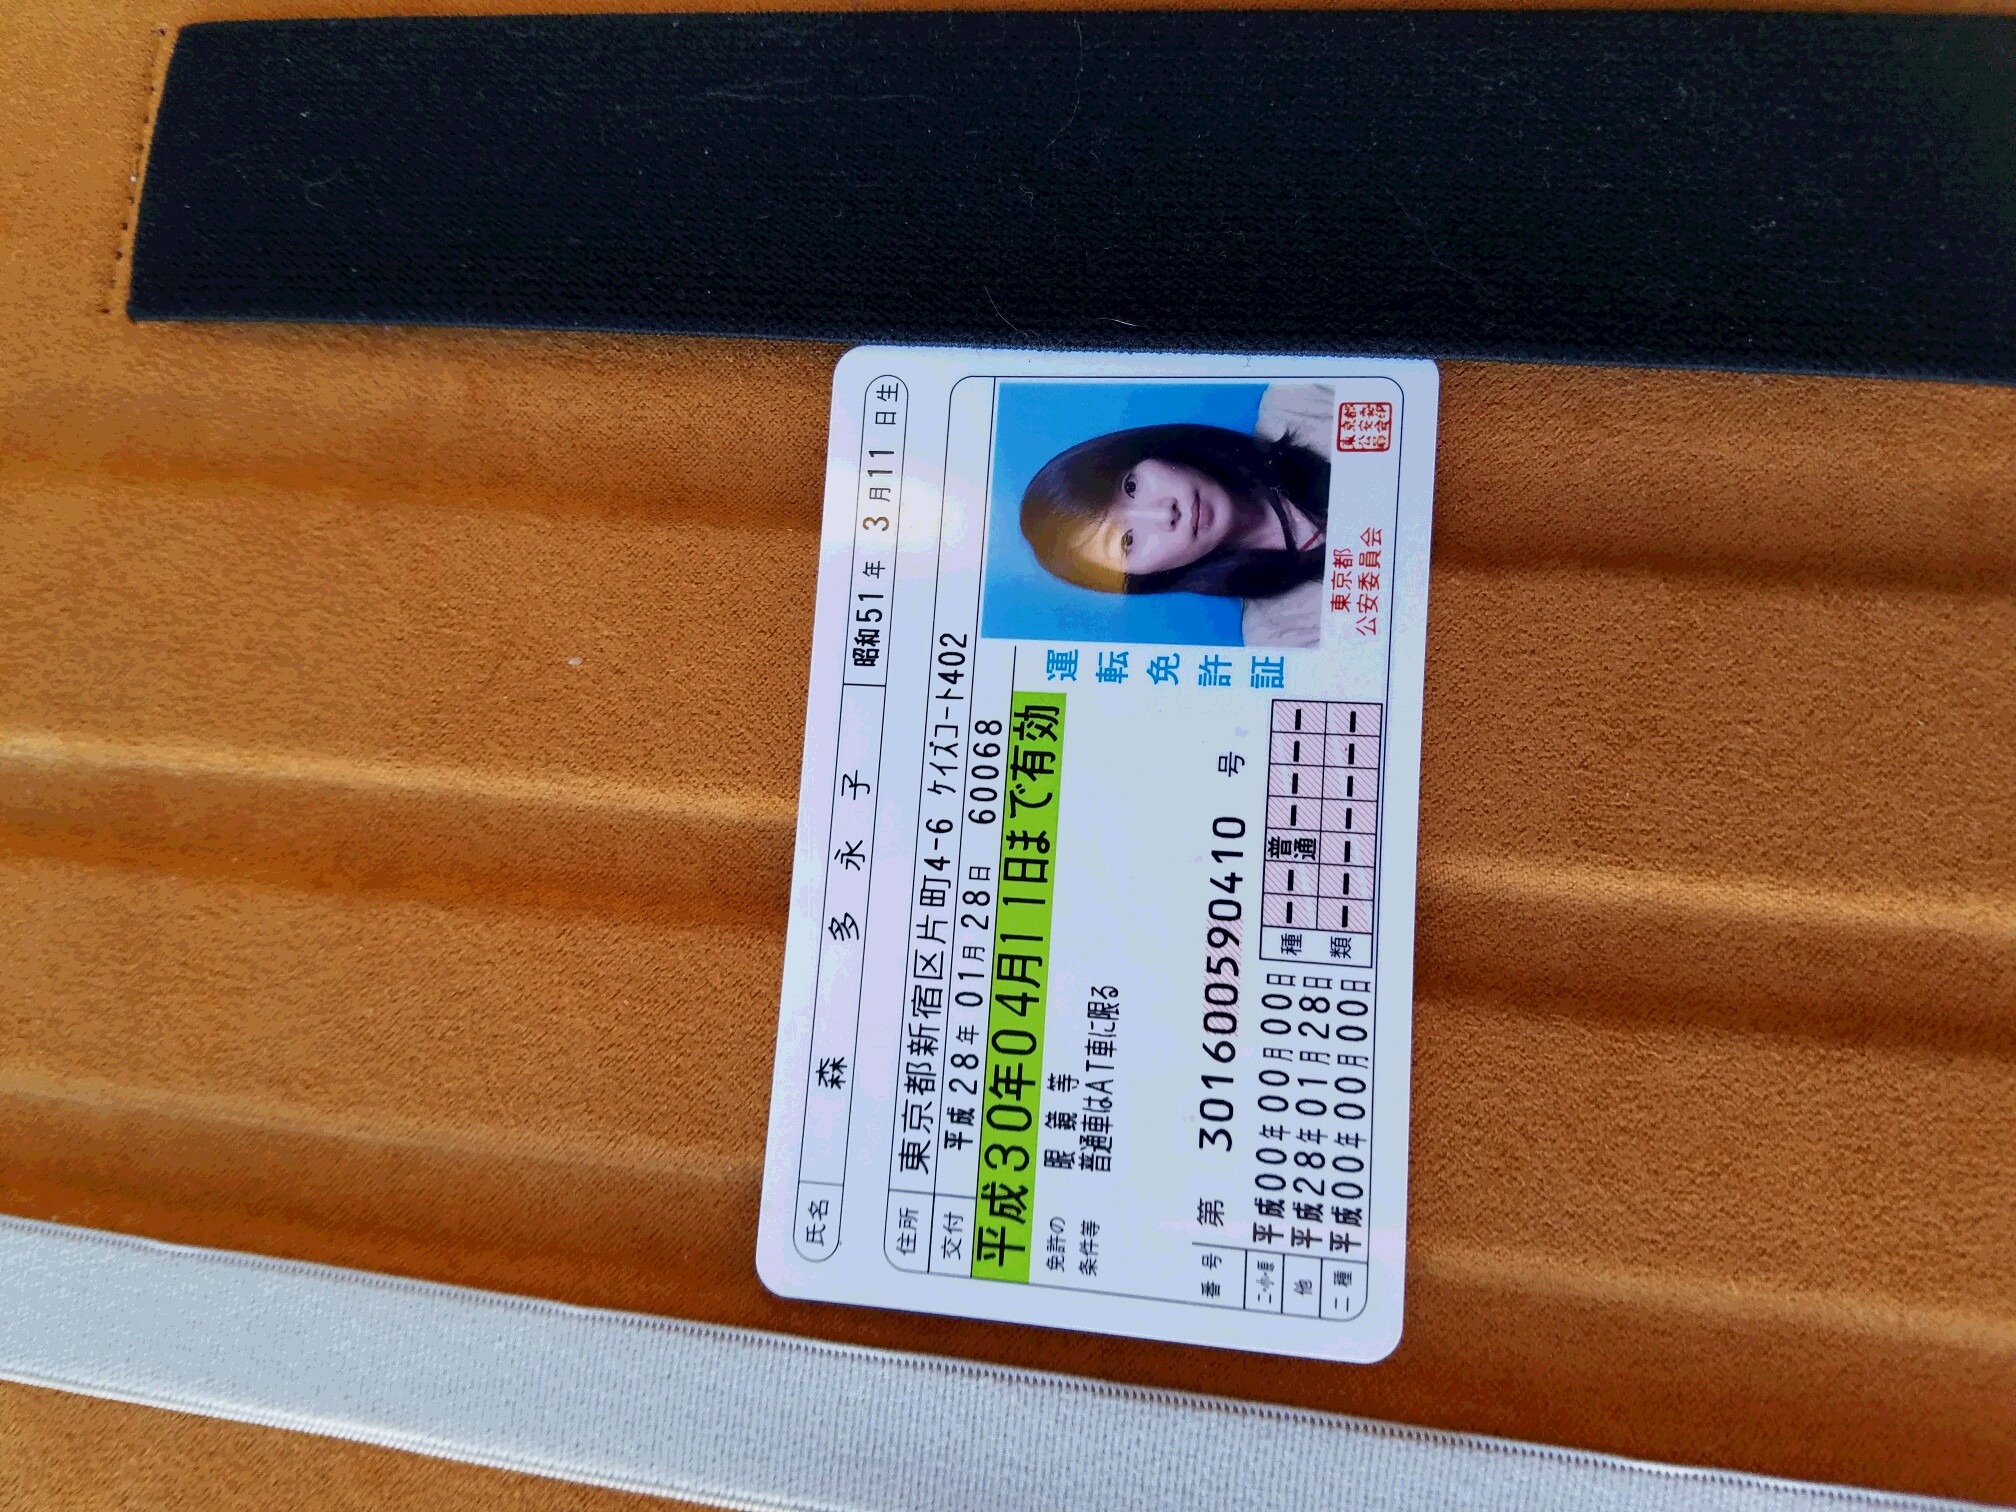 氏名 森 多永子 昭和51年 3月11日生
住所 東京都新宿区片町4-6 ケイズコート402
交付 平成28年01月28日 60068
平成30年04月11日まで有効
免許の 眼鏡等
条件等 普通車はAT車に限る
運転免許証
番号 第 301600590410 号
二・小・原 平成00年00月00日
他 平成28年01月28日
二種 平成00年00月00日
種類 ーー普通ーーーー
ーーーーーーー
東京都
公安委員会
東京都
公安委
員会印